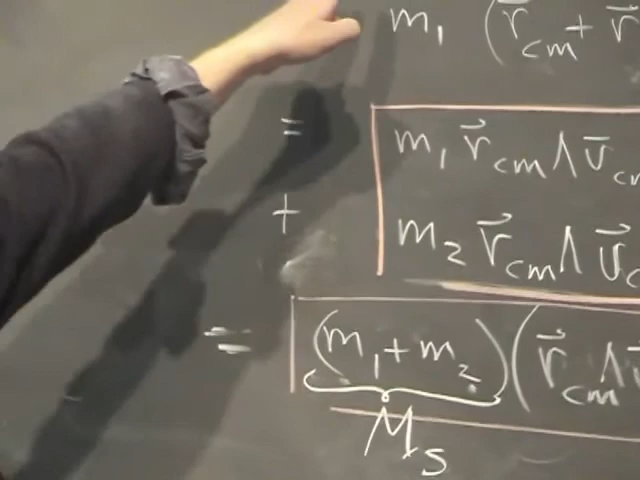 m₁ (r⃗cm + r⃗
= m₁ r⃗cm ∧ v̄cm
+ m₂ r⃗cm ∧ v⃗c
= (m₁ + m₂)(r⃗cm ∧ v⃗
Ms